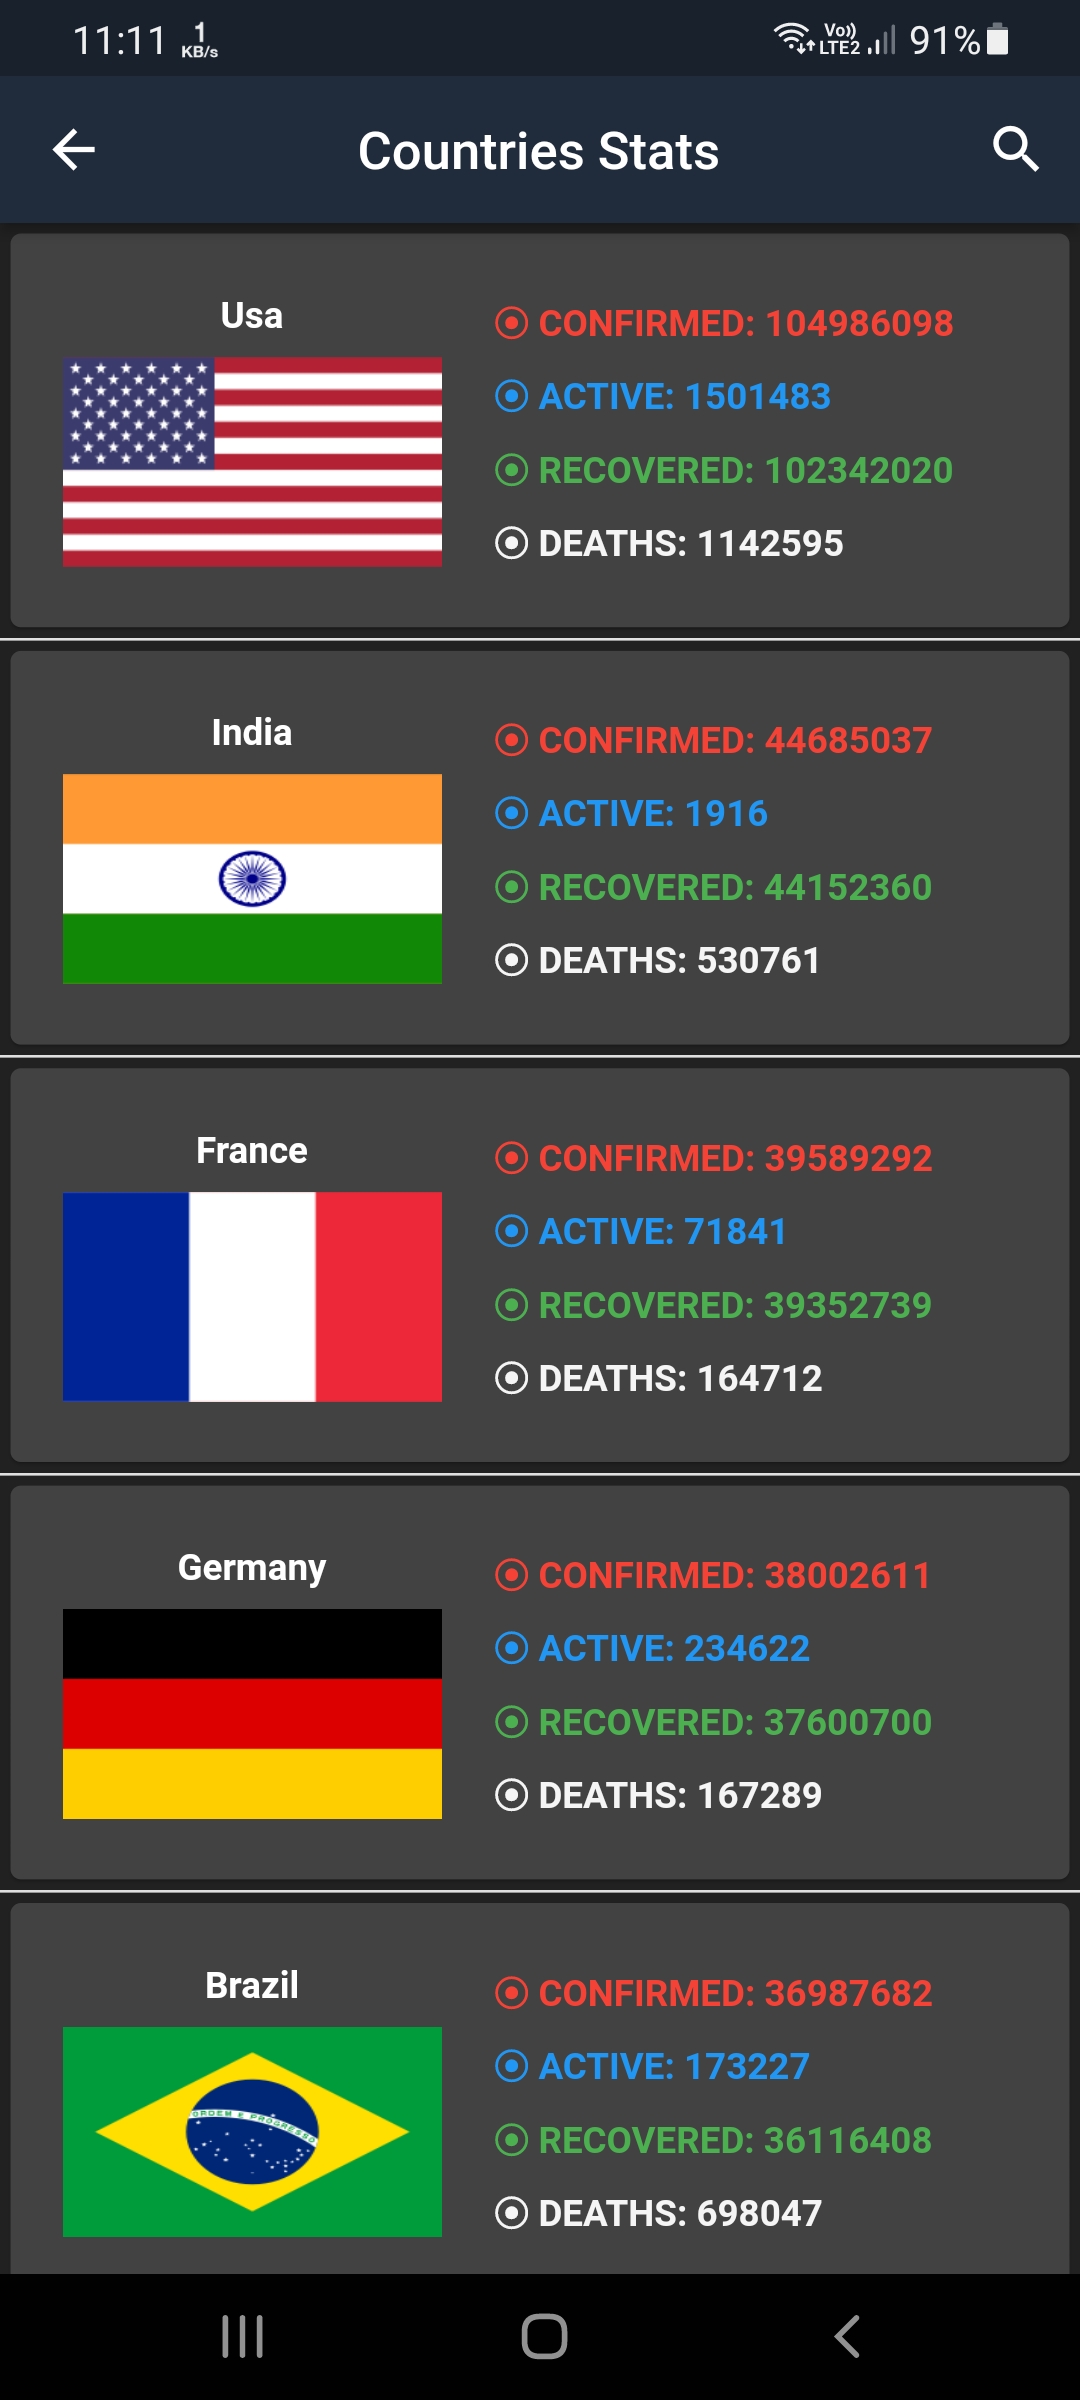 11:11 1 KB/s Vo)) LTE2 91%
Countries Stats
Usa
CONFIRMED: 104986098
ACTIVE: 1501483
RECOVERED: 102342020
DEATHS: 1142595
India
CONFIRMED: 44685037
ACTIVE: 1916
RECOVERED: 44152360
DEATHS: 530761
France
CONFIRMED: 39589292
ACTIVE: 71841
RECOVERED: 39352739
DEATHS: 164712
Germany
CONFIRMED: 38002611
ACTIVE: 234622
RECOVERED: 37600700
DEATHS: 167289
Brazil
ORDEM E PROGRESSO
CONFIRMED: 36987682
ACTIVE: 173227
RECOVERED: 36116408
DEATHS: 698047